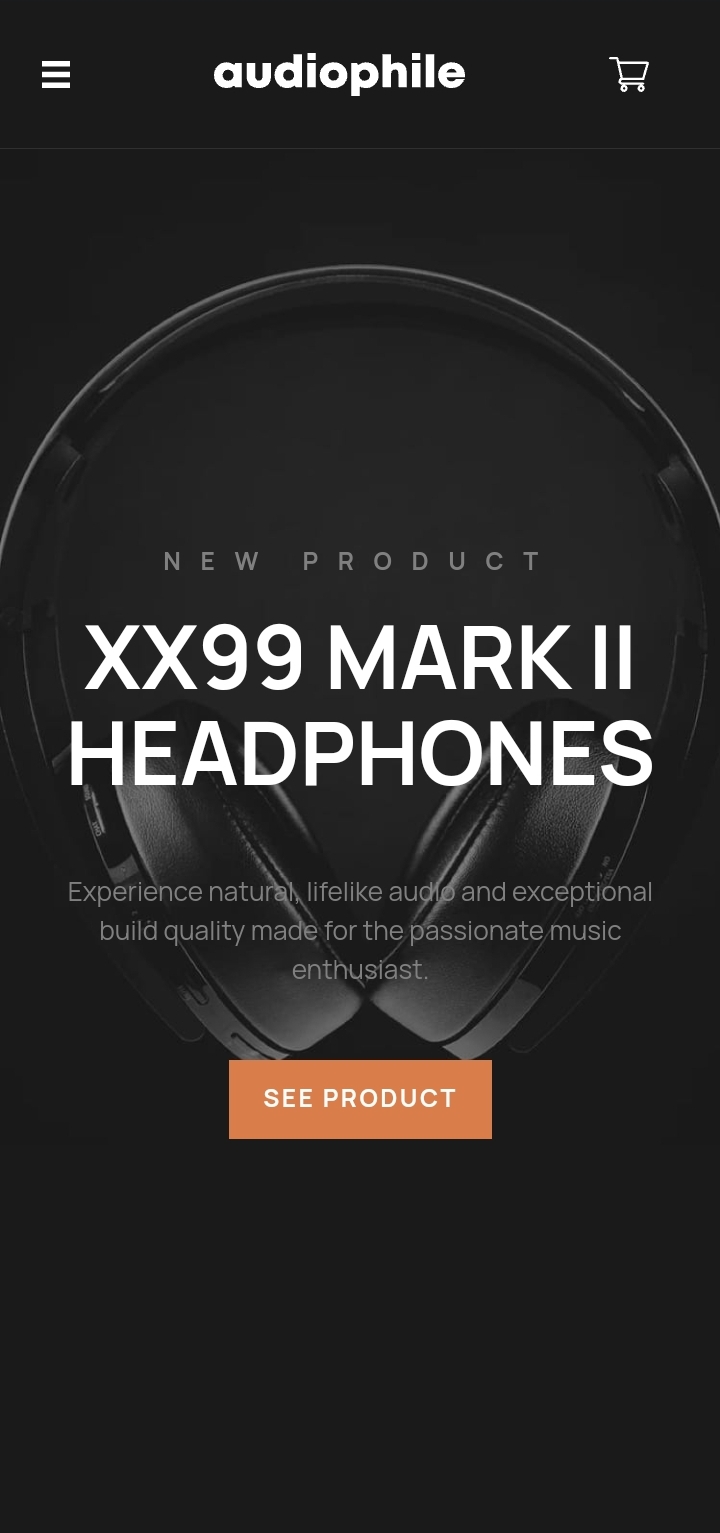 audiophile
NEW PRODUCT
XX99 MARK II
HEADPHONES
Experience natural, lifelike audio and exceptional
build quality made for the passionate music
enthusiast.
SEE PRODUCT